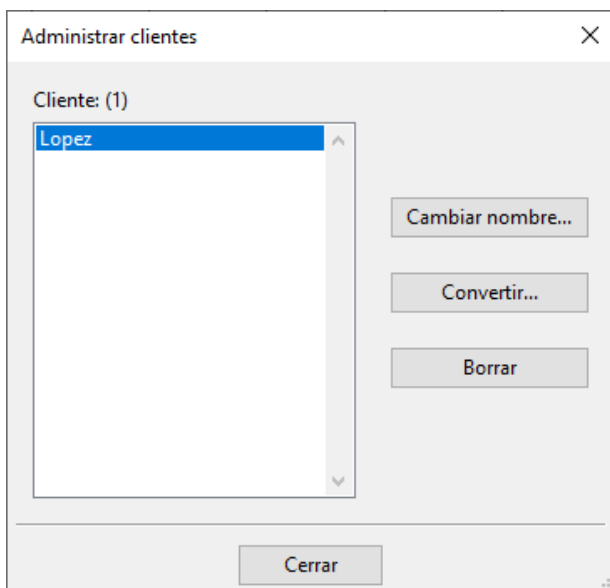 Administrar clientes
Cliente: (1)
Lopez
Cambiar nombre...
Convertir...
Borrar
Cerrar